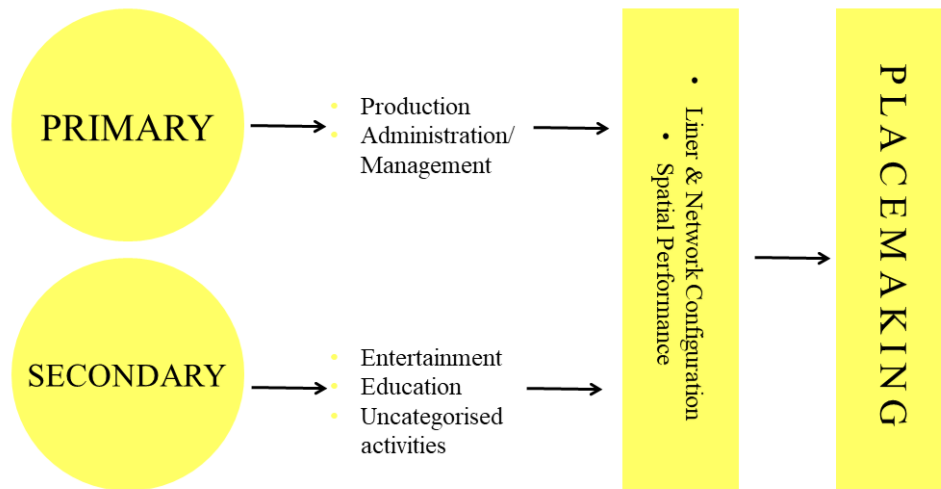 PRIMARY
• Production
• Administration/
Management
SECONDARY
• Entertainment
• Education
• Uncategorised
activities
• Liner & Network Configuration
• Spatial Performance
PLACEMAKING